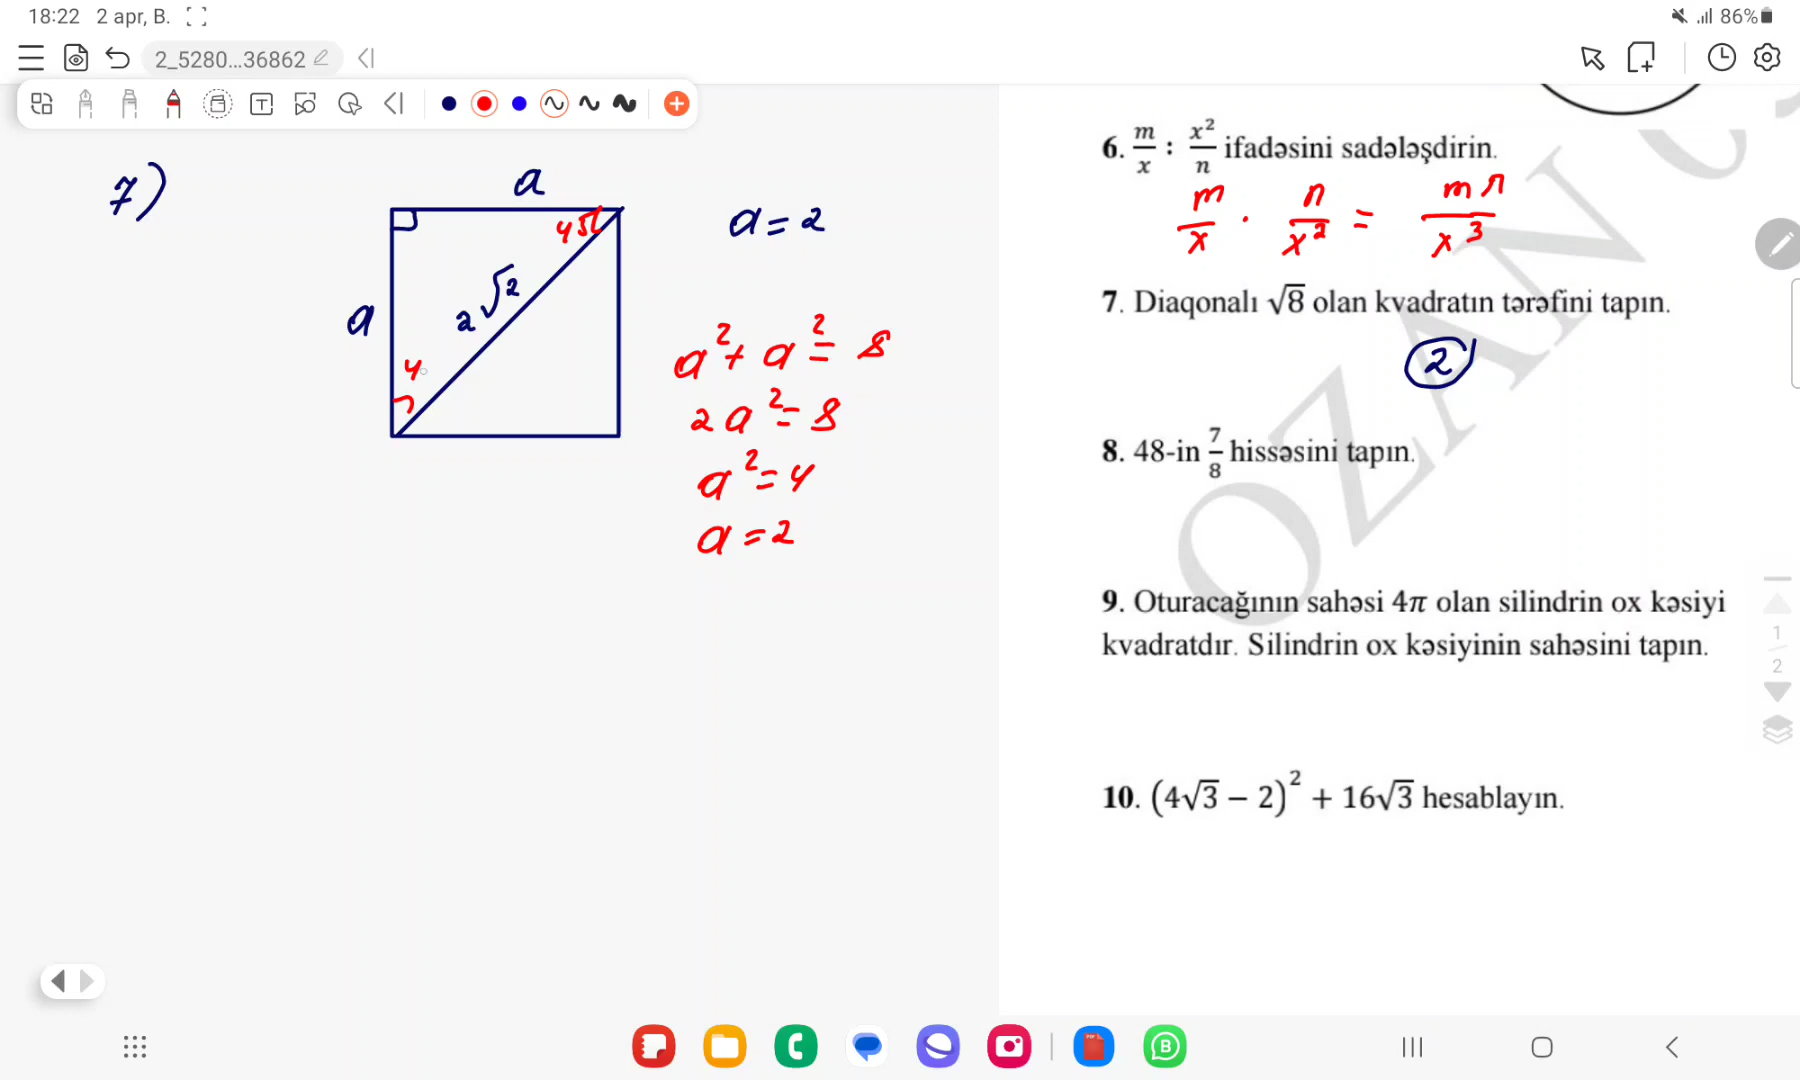 18:22 2 apr, B.
86%
2_5280...36862
7)
a
45
a = 2
a
2√2
4
a² + a² = 8
2a² = 8
a² = 4
a = 2
6. m/x : x²/n ifadəsini sadələşdirin.
m/x · n/x² = mn/x³
7. Diaqonalı √8 olan kvadratın tərəfini tapın.
2
8. 48-in 7/8 hissəsini tapın.
9. Oturacağının sahəsi 4π olan silindrin ox kəsiyi
kvadratdır. Silindrin ox kəsiyinin sahəsini tapın.
10. (4√3 − 2)² + 16√3 hesablayın.
OZAN
1
2